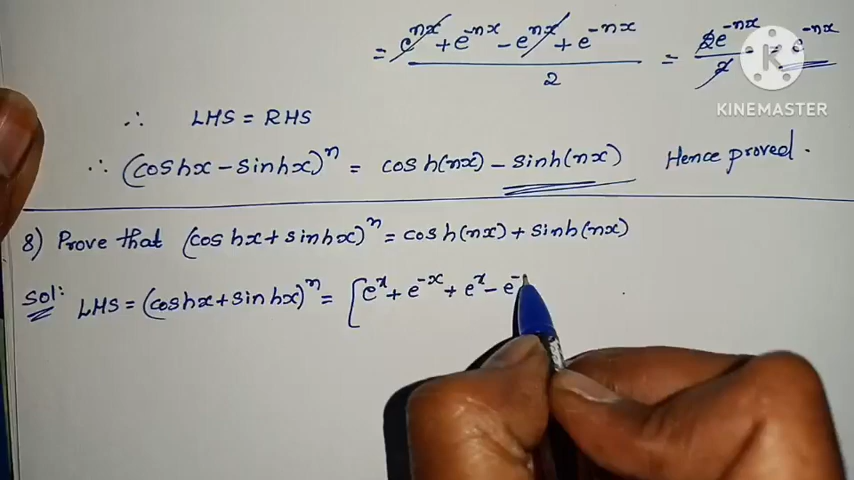 = e^{nx} + e^{-nx} - e^{nx} + e^{-nx} / 2 = 2e^{-nx} / 2 = e^{-nx}
KINEMASTER
∴ LHS = RHS
∴ (coshx - sinhx)^n = cosh(nx) - sinh(nx) Hence proved.
8) Prove that (coshx + sinhx)^n = cosh(nx) + sinh(nx)
Sol: LHS = (coshx + sinhx)^n = [e^x + e^{-x} + e^x - e^-